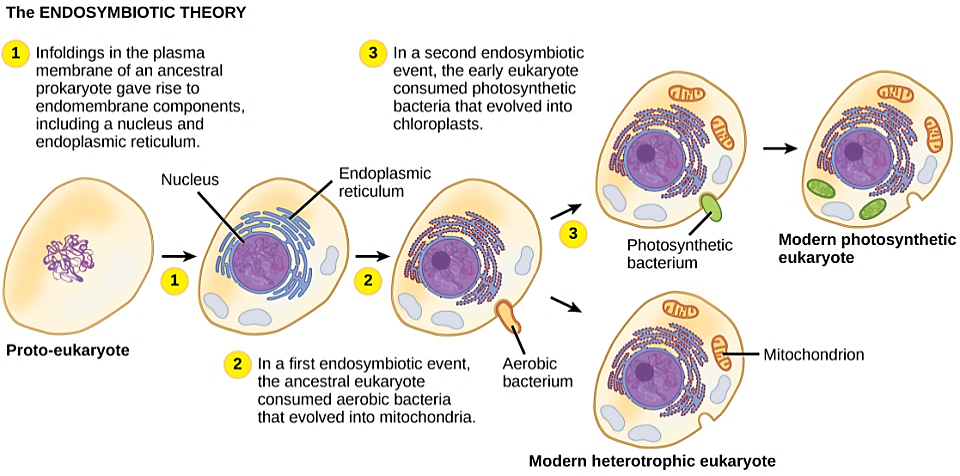 The ENDOSYMBIOTIC THEORY
1
Infoldings in the plasma
membrane of an ancestral
prokaryote gave rise to
endomembrane components,
including a nucleus and
endoplasmic reticulum.
3
In a second endosymbiotic
event, the early eukaryote
consumed photosynthetic
bacteria that evolved into
chloroplasts.
Nucleus
Endoplasmic
reticulum
1
2
3
Photosynthetic
bacterium
Modern photosynthetic
eukaryote
Proto-eukaryote
2
In a first endosymbiotic event,
the ancestral eukaryote
consumed aerobic bacteria
that evolved into mitochondria.
Aerobic
bacterium
Mitochondrion
Modern heterotrophic eukaryote